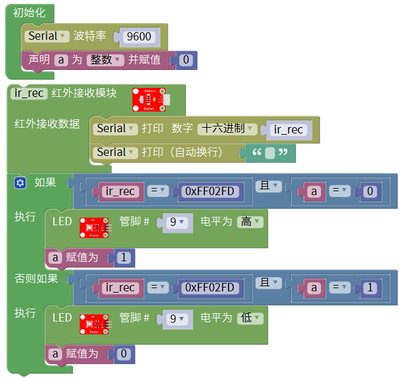 初始化
Serial 波特率 9600
声明 a 为 整数 并赋值 0
ir_rec 红外接收模块
红外接收数据
Serial 打印 数字 十六进制 ir_rec
Serial 打印（自动换行） “ ”
如果 ir_rec = 0xFF02FD 且 a = 0
执行 LED 管脚 # 9 电平为 高
a 赋值为 1
否则如果 ir_rec = 0xFF02FD 且 a = 1
执行 LED 管脚 # 9 电平为 低
a 赋值为 0